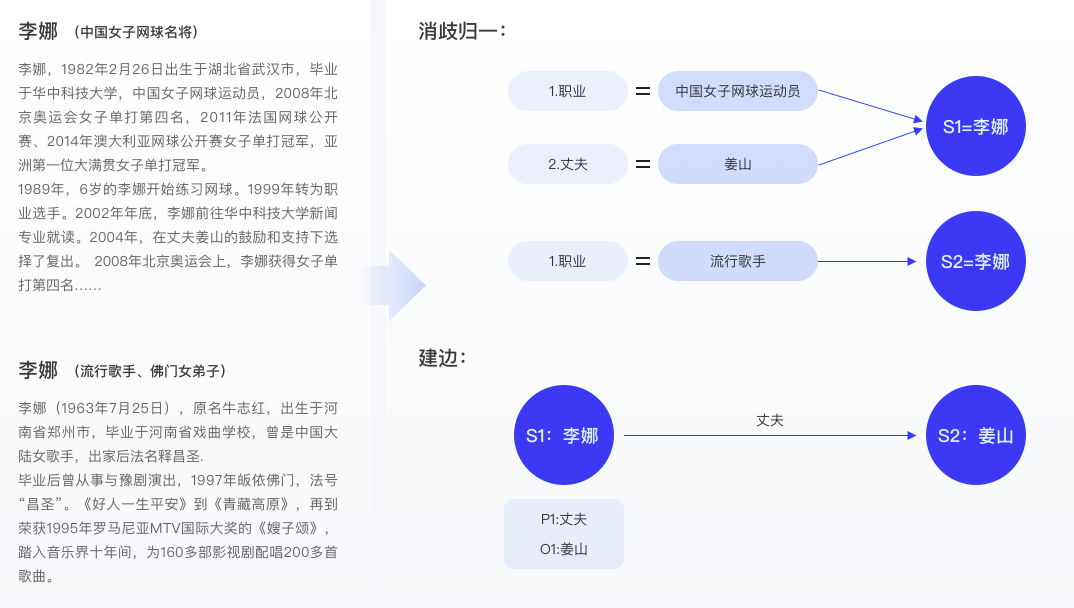 李娜 （中国女子网球名将）
李娜，1982年2月26日出生于湖北省武汉市，毕业
于华中科技大学，中国女子网球运动员，2008年北
京奥运会女子单打第四名，2011年法国网球公开
赛、2014年澳大利亚网球公开赛女子单打冠军，亚
洲第一位大满贯女子单打冠军。
1989年，6岁的李娜开始练习网球。1999年转为职
业选手。2002年年底，李娜前往华中科技大学新闻
专业就读。2004年，在丈夫姜山的鼓励和支持下选
择了复出。 2008年北京奥运会上，李娜获得女子单
打第四名……
李娜 （流行歌手、佛门女弟子）
李娜（1963年7月25日），原名牛志红，出生于河
南省郑州市，毕业于河南省戏曲学校，曾是中国大
陆女歌手，出家后法名释昌圣.
毕业后曾从事与豫剧演出，1997年皈依佛门，法号
“昌圣”。《好人一生平安》到《青藏高原》，再到
荣获1995年罗马尼亚MTV国际大奖的《嫂子颂》，
踏入音乐界十年间，为160多部影视剧配唱200多首
歌曲。
消歧归一：
1.职业 = 中国女子网球运动员
S1=李娜
2.丈夫 = 姜山
1.职业 = 流行歌手
S2=李娜
建边：
S1：李娜
丈夫
S2：姜山
P1:丈夫
O1:姜山